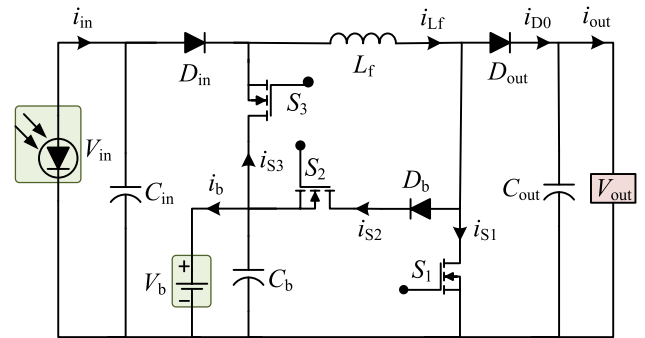 i_in
i_Lf
i_D0
i_out
D_in
L_f
D_out
S_3
V_in
i_S3
S_2
C_in
i_b
D_b
C_out
V_out
i_S2
i_S1
+
V_b
−
C_b
S_1